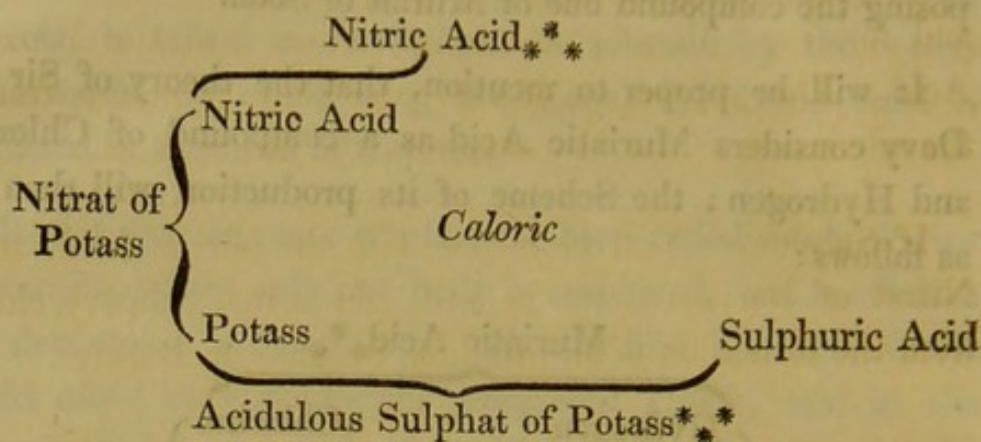 Nitric Acid***
Nitric Acid
Nitrat of
Potass
Caloric
Potass
Sulphuric Acid
Acidulous Sulphat of Potass***